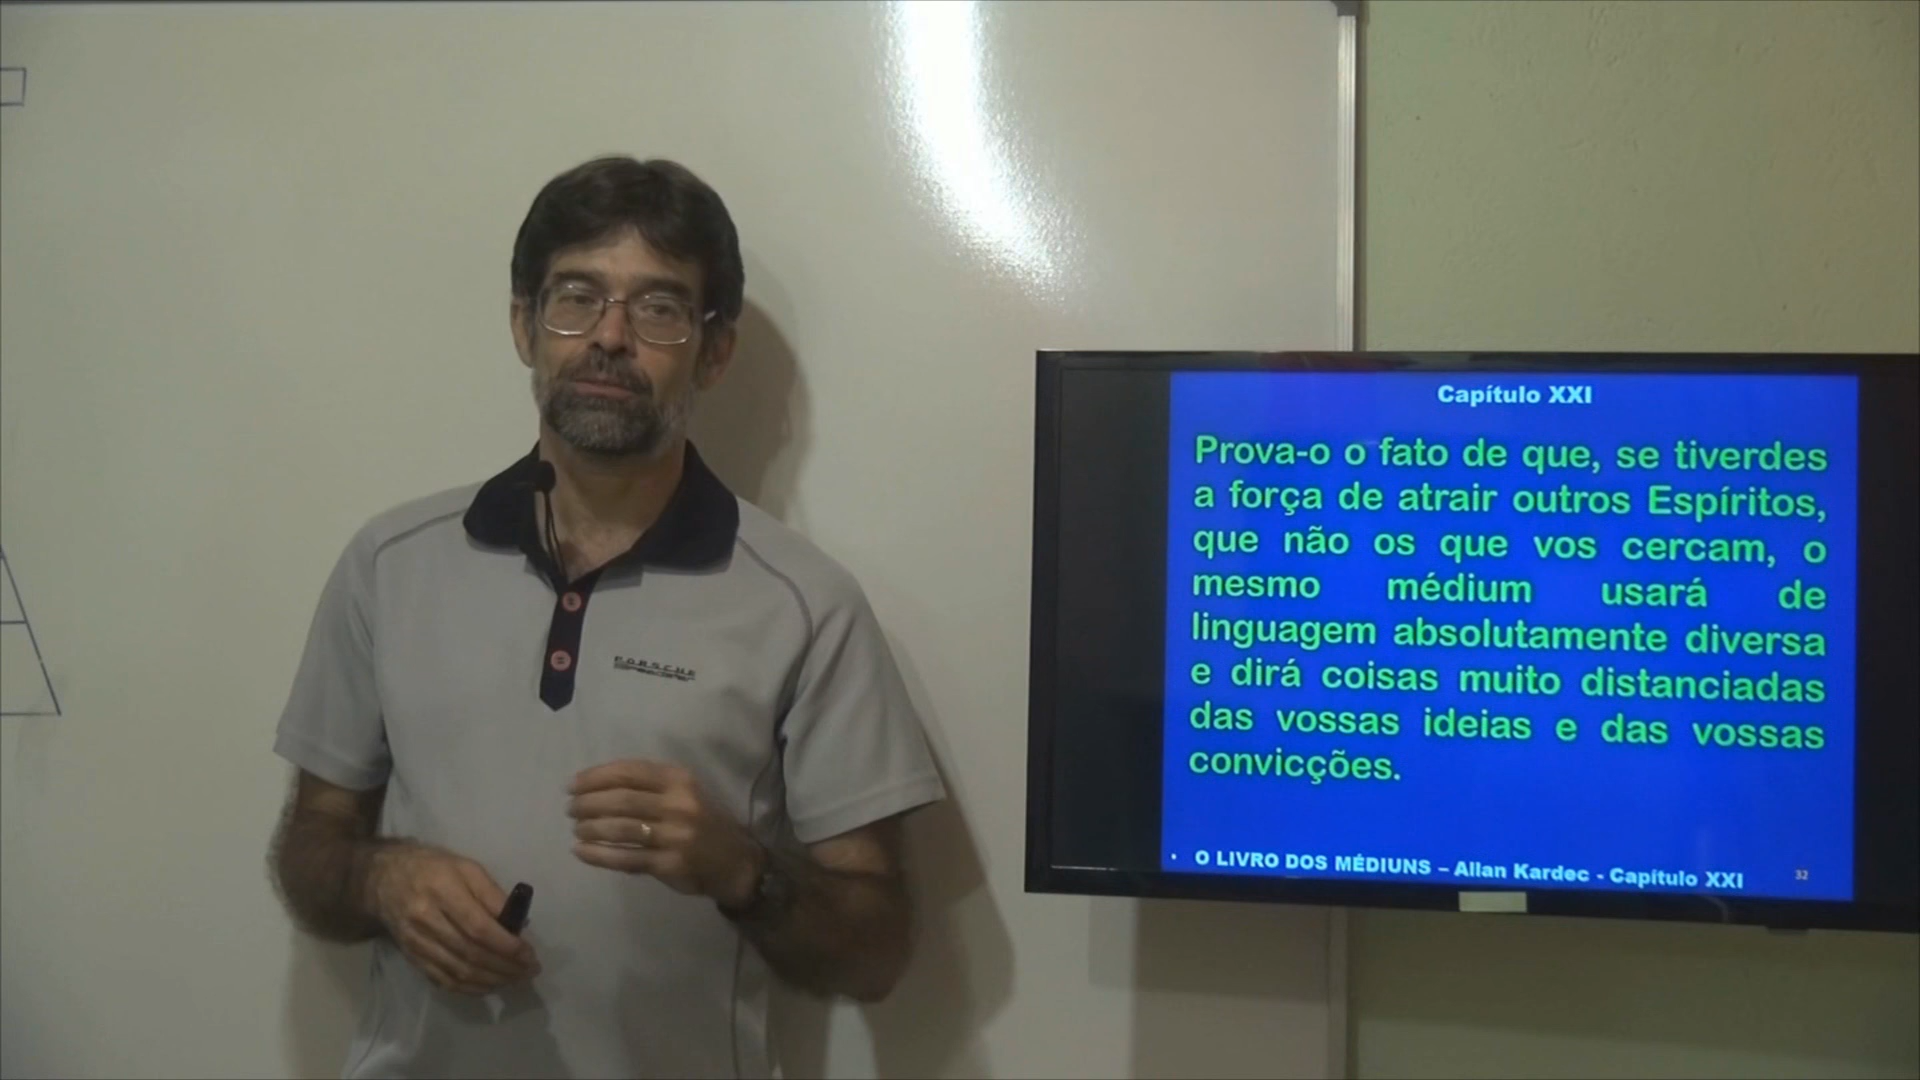 Capítulo XXI
Prova-o o fato de que, se tiverdes
a força de atrair outros Espíritos,
que não os que vos cercam, o
mesmo médium usará de
linguagem absolutamente diversa
e dirá coisas muito distanciadas
das vossas ideias e das vossas
convicções.
• O LIVRO DOS MÉDIUNS – Allan Kardec - Capítulo XXI
32
PORSCHE